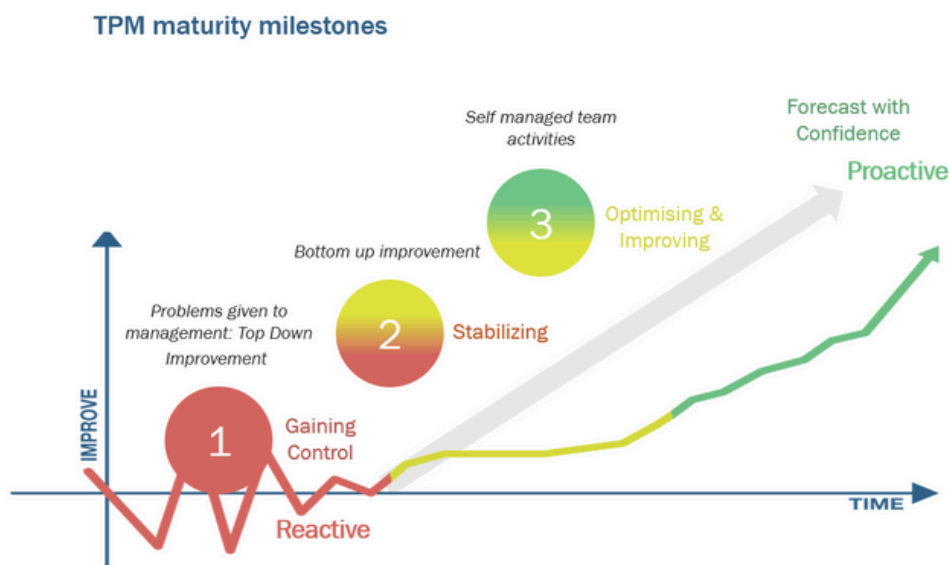 TPM maturity milestones
Forecast with
Confidence
Proactive
Self managed team
activities
3
Optimising &
Improving
Bottom up improvement
2
Stabilizing
Problems given to
management: Top Down
Improvement
1
Gaining
Control
IMPROVE
Reactive
TIME